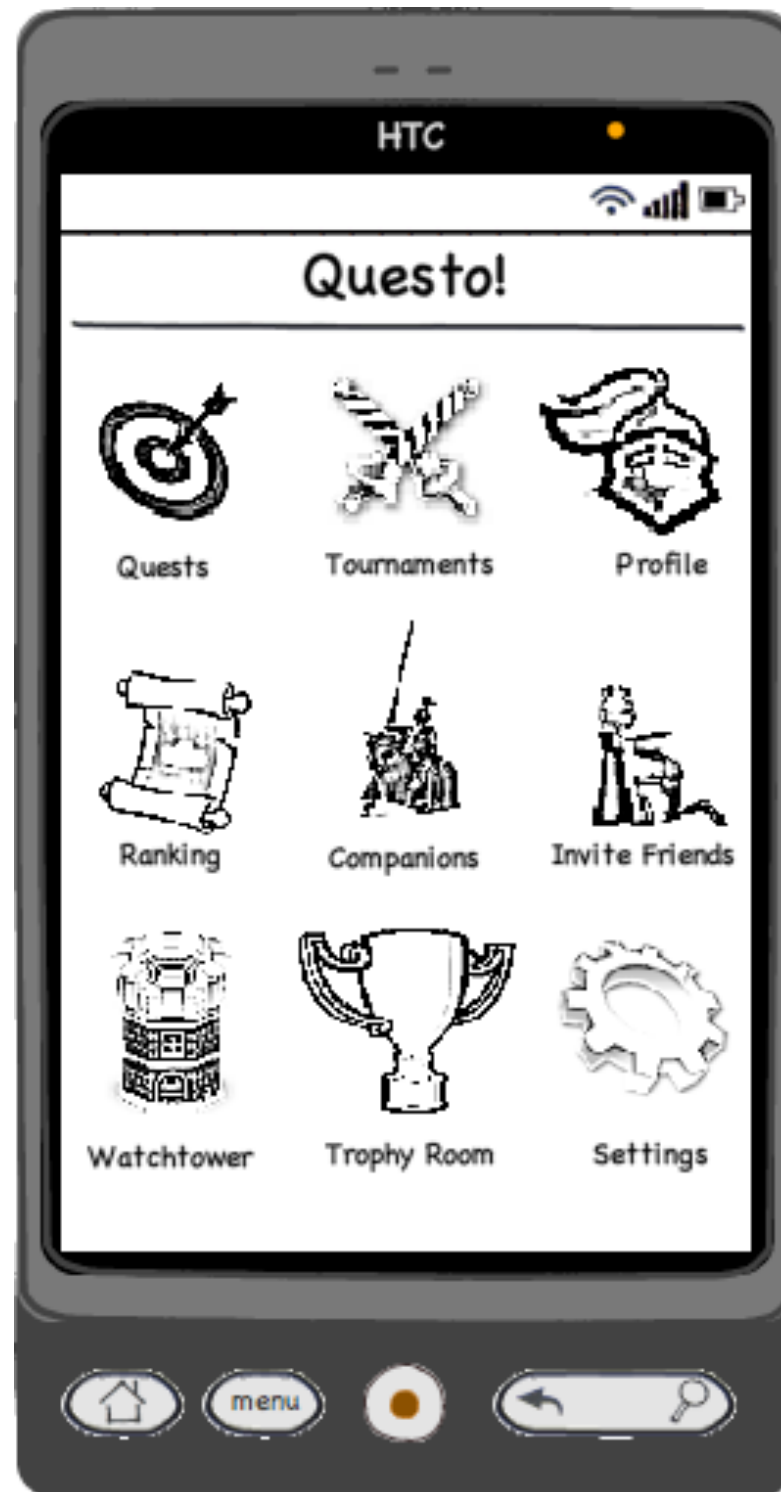 HTC
Questo!
Quests Tournaments Profile
Ranking Companions Invite Friends
Watchtower Trophy Room Settings
menu